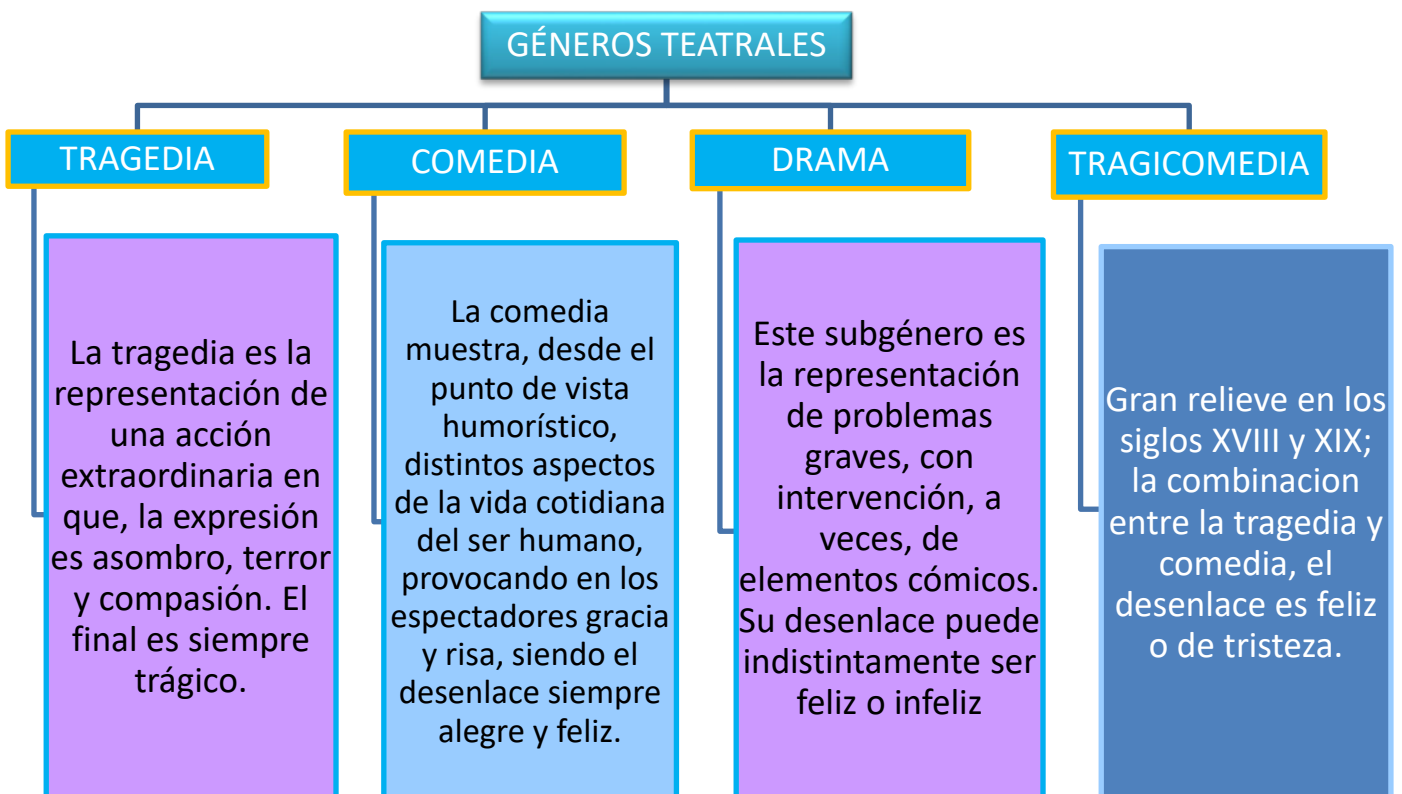 GÉNEROS TEATRALES
TRAGEDIA
La tragedia es la
representación de
una acción
extraordinaria en
que, la expresión
es asombro, terror
y compasión. El
final es siempre
trágico.
COMEDIA
La comedia
muestra, desde el
punto de vista
humorístico,
distintos aspectos
de la vida cotidiana
del ser humano,
provocando en los
espectadores gracia
y risa, siendo el
desenlace siempre
alegre y feliz.
DRAMA
Este subgénero es
la representación
de problemas
graves, con
intervención, a
veces, de
elementos cómicos.
Su desenlace puede
indistintamente ser
feliz o infeliz
TRAGICOMEDIA
Gran relieve en los
siglos XVIII y XIX;
la combinacion
entre la tragedia y
comedia, el
desenlace es feliz
o de tristeza.